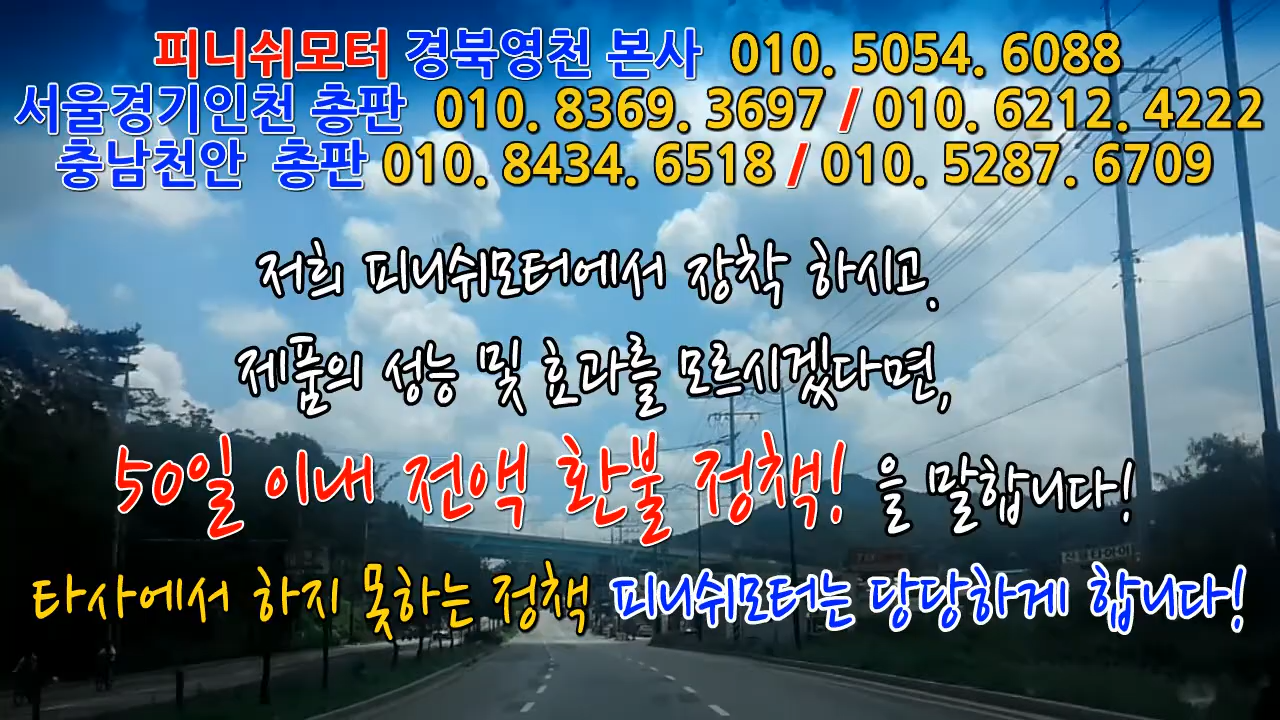 피니쉬모터 경북영천 본사 010. 5054. 6088
서울경기인천 총판 010. 8369. 3697 / 010. 6212. 4222
충남천안 총판 010. 8434. 6518 / 010. 5287. 6709
저희 피니쉬모터에서 장착 하시고.
제품의 성능 및 효과를 모르시겠다면,
50일 이내 전액 환불 정책! 을 말합니다!
타사에서 하지 못하는 정책 피니쉬모터는 당당하게 합니다!